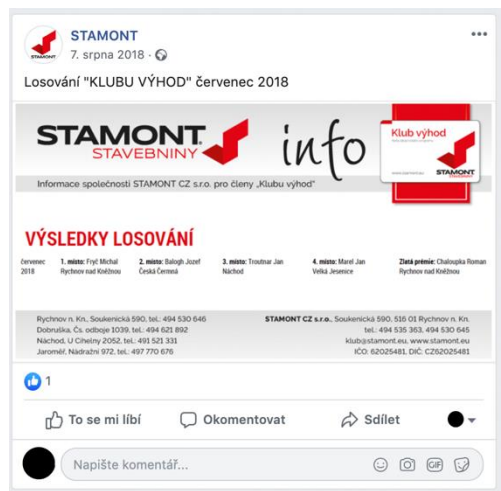 STAMONT
7. srpna 2018 ·
Losování "KLUBU VÝHOD" červenec 2018
STAMONT
STAVEBNINY
info
Klub výhod
www.stamont.eu
STAMONT
Informace společnosti STAMONT CZ s.r.o. pro členy „Klubu výhod"
VÝSLEDKY LOSOVÁNÍ
červenec 2018
1. místo: Fryč Michal
Rychnov nad Kněžnou
2. místo: Balogh Jozef
Česká Čermná
3. místo: Troutnar Jan
Náchod
4. místo: Marel Jan
Velká Jesenice
Zlatá prémie: Chaloupka Roman
Rychnov nad Kněžnou
Rychnov n. Kn., Soukenická 590, tel.: 494 530 646
Dobruška, Čs. odboje 1039, tel.: 494 621 892
Náchod, U Cihelny 2052, tel.: 491 521 331
Jaroměř, Nádražní 972, tel.: 497 770 676
STAMONT CZ s.r.o., Soukenická 590, 516 01 Rychnov n. Kn.
tel.: 494 535 363, 494 530 645
klub@stamont.eu, www.stamont.eu
IČO: 62025481, DIČ: CZ62025481
1
To se mi líbí
Okomentovat
Sdílet
Napište komentář...
GIF